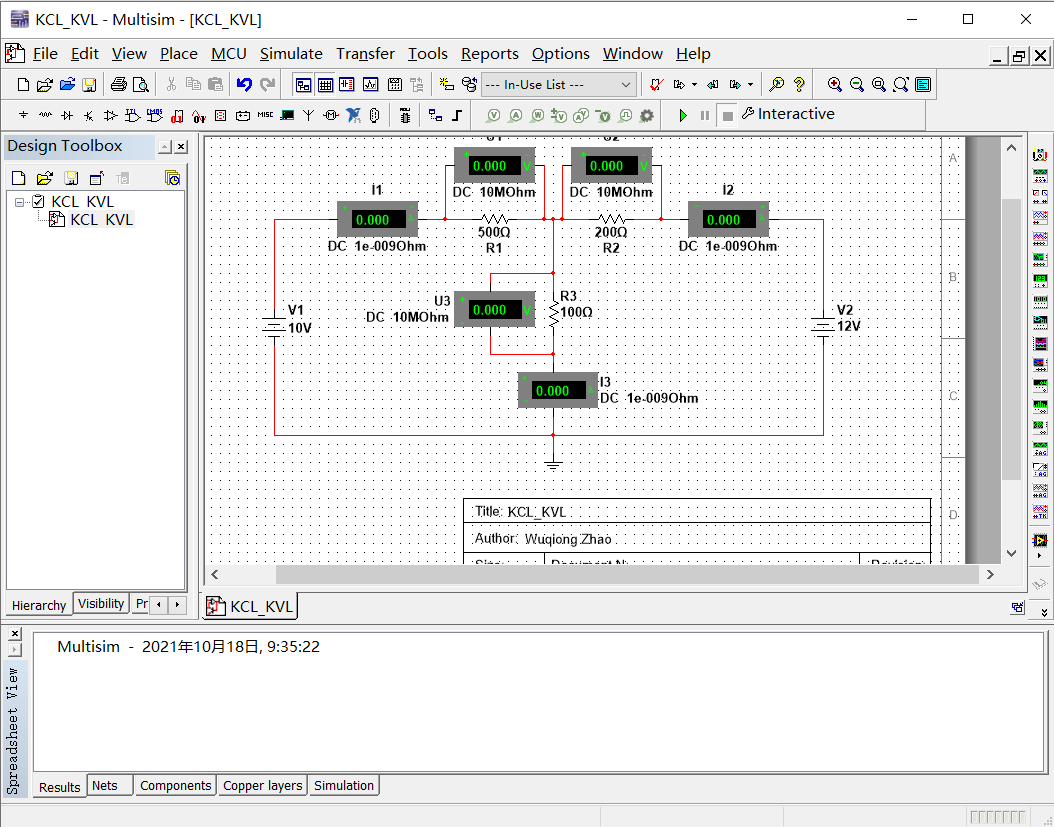 KCL_KVL - Multisim - [KCL_KVL]
File Edit View Place MCU Simulate Transfer Tools Reports Options Window Help
--- In-Use List ---
MISC
Interactive
Design Toolbox
KCL_KVL
KCL_KVL
Hierarchy Visibility Pr
A
B
C
D
0.000 V
DC 10MOhm
0.000 V
DC 10MOhm
I1
0.000
DC 1e-009Ohm
500Ω
R1
200Ω
R2
I2
0.000
DC 1e-009Ohm
V1
10V
U3
DC 10MOhm
0.000 V
R3
100Ω
V2
12V
0.000
I3
DC 1e-009Ohm
Title: KCL_KVL
Author: Wuqiong Zhao
KCL_KVL
Multisim - 2021年10月18日, 9:35:22
Spreadsheet View
Results Nets Components Copper layers Simulation